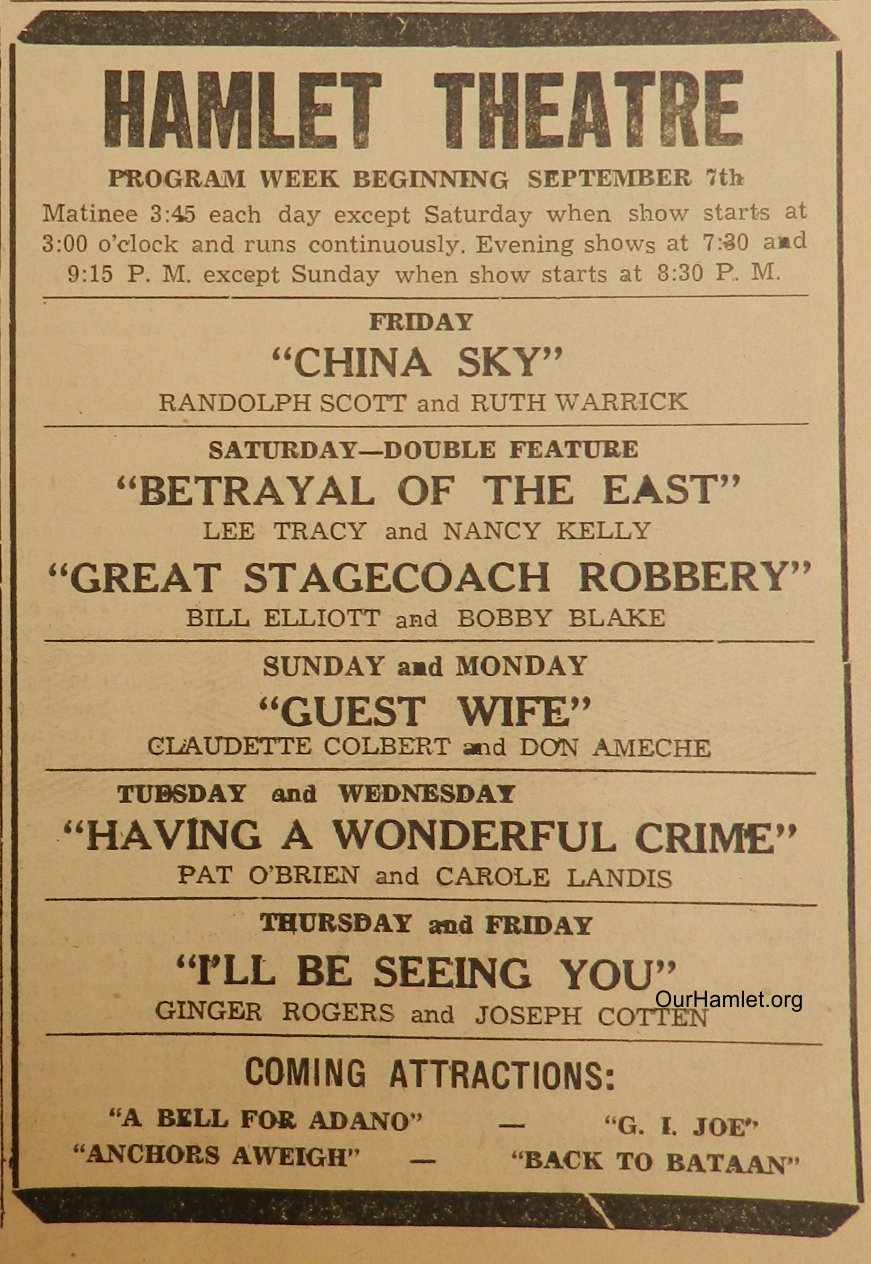 HAMLET THEATRE
PROGRAM WEEK BEGINNING SEPTEMBER 7th
Matinee 3:45 each day except Saturday when show starts at
3:00 o'clock and runs continuously. Evening shows at 7:30 and
9:15 P. M. except Sunday when show starts at 8:30 P. M.
FRIDAY
"CHINA SKY"
RANDOLPH SCOTT and RUTH WARRICK
SATURDAY—DOUBLE FEATURE
"BETRAYAL OF THE EAST"
LEE TRACY and NANCY KELLY
"GREAT STAGECOACH ROBBERY"
BILL ELLIOTT and BOBBY BLAKE
SUNDAY and MONDAY
"GUEST WIFE"
CLAUDETTE COLBERT and DON AMECHE
TUESDAY and WEDNESDAY
"HAVING A WONDERFUL CRIME"
PAT O'BRIEN and CAROLE LANDIS
THURSDAY and FRIDAY
"I'LL BE SEEING YOU"
OurHamlet.org
GINGER ROGERS and JOSEPH COTTEN
COMING ATTRACTIONS:
"A BELL FOR ADANO" — "G. I. JOE"
"ANCHORS AWEIGH" — "BACK TO BATAAN"